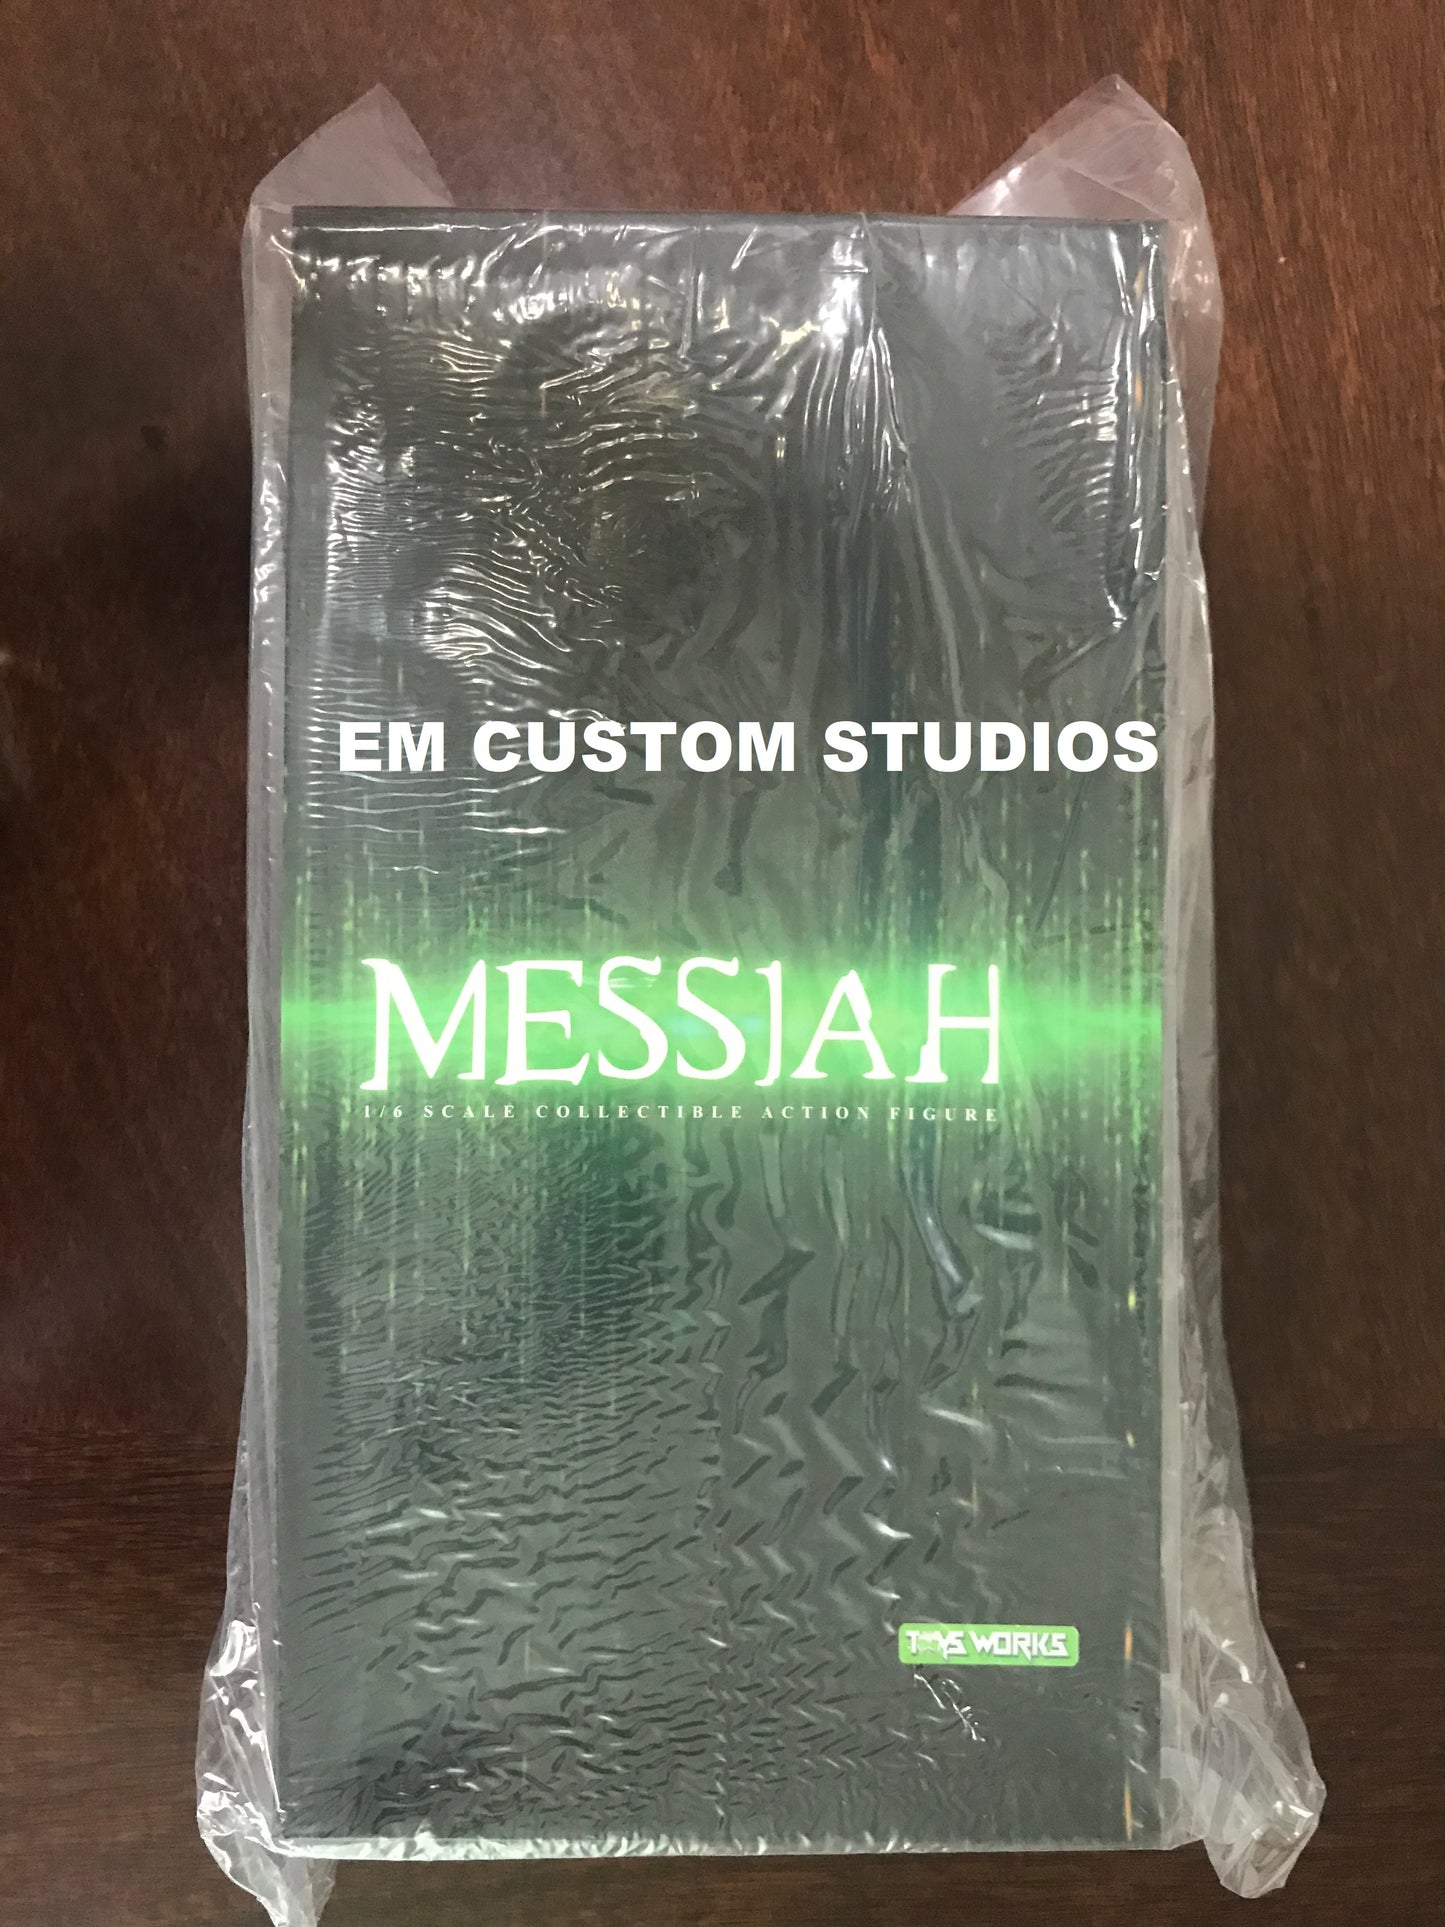 EM CUSTOM STUDIOS
MESSIAH
1/6 SCALE COLLECTIBLE ACTION FIGURE
TOYS WORKS